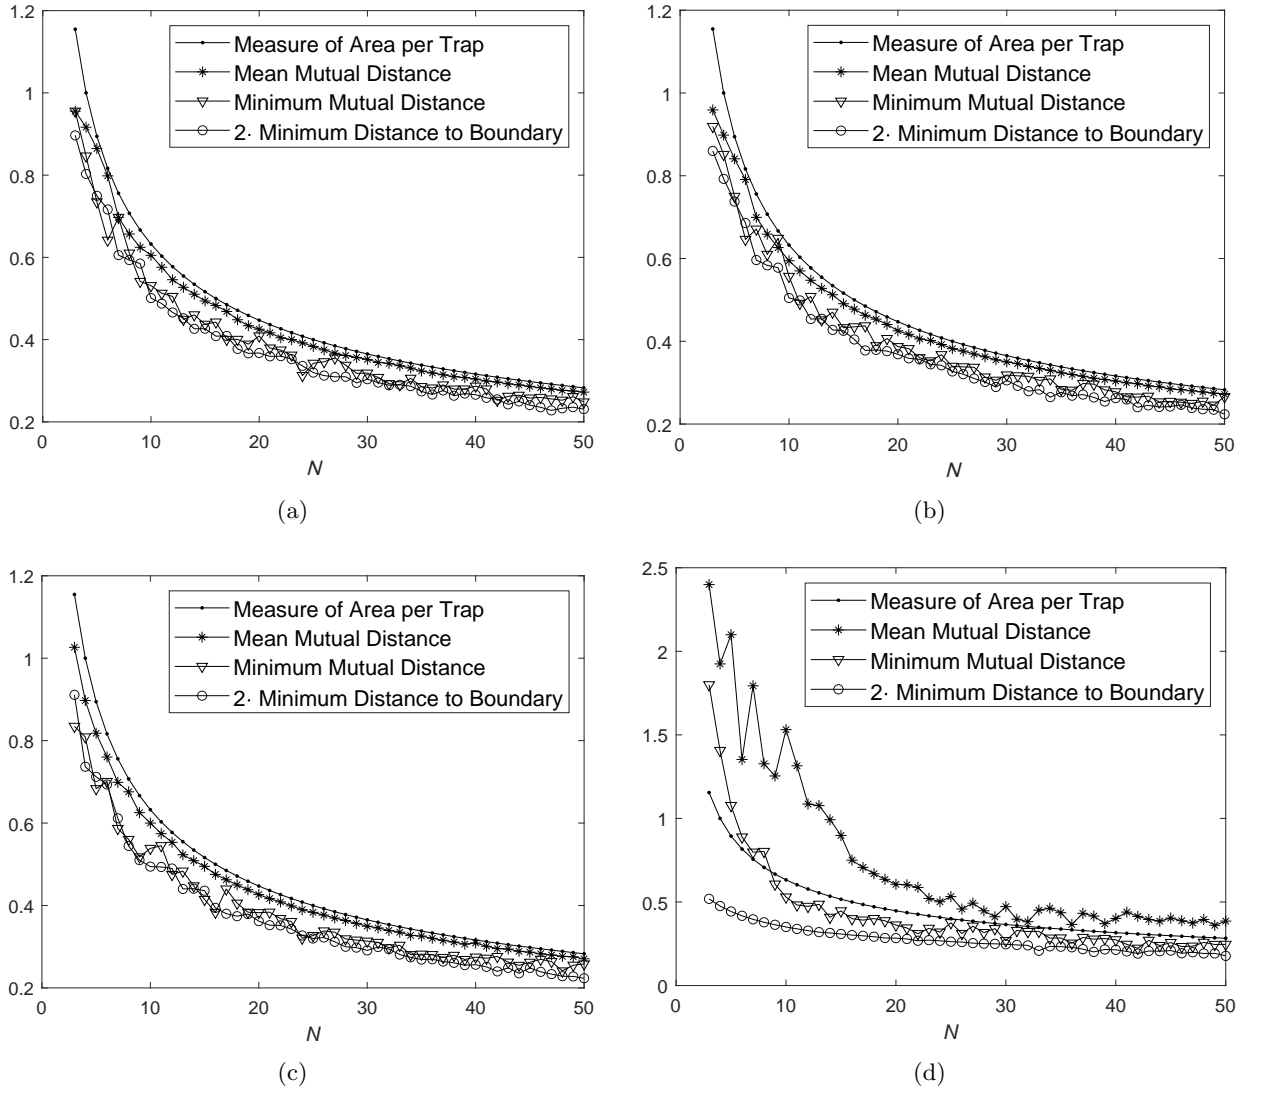 1.2
1
0.8
0.6
0.4
0.2
0 10 20 30 40 50
N
Measure of Area per Trap
Mean Mutual Distance
Minimum Mutual Distance
2· Minimum Distance to Boundary
(a)
1.2
1
0.8
0.6
0.4
0.2
0 10 20 30 40 50
N
Measure of Area per Trap
Mean Mutual Distance
Minimum Mutual Distance
2· Minimum Distance to Boundary
(b)
1.2
1
0.8
0.6
0.4
0.2
0 10 20 30 40 50
N
Measure of Area per Trap
Mean Mutual Distance
Minimum Mutual Distance
2· Minimum Distance to Boundary
(c)
2.5
2
1.5
1
0.5
0
0 10 20 30 40 50
N
Measure of Area per Trap
Mean Mutual Distance
Minimum Mutual Distance
2· Minimum Distance to Boundary
(d)